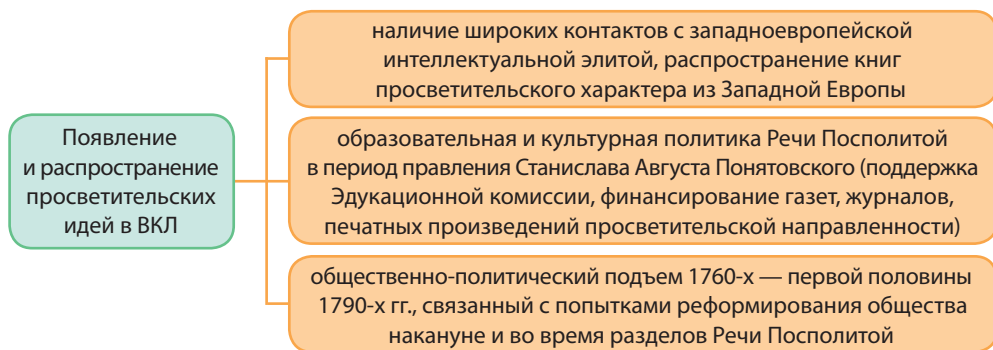 Появление
и распространение
просветительских
идей в ВКЛ
наличие широких контактов с западноевропейской
интеллектуальной элитой, распространение книг
просветительского характера из Западной Европы
образовательная и культурная политика Речи Посполитой
в период правления Станислава Августа Понятовского (поддержка
Эдукационной комиссии, финансирование газет, журналов,
печатных произведений просветительской направленности)
общественно-политический подъем 1760-х — первой половины
1790-х гг., связанный с попытками реформирования общества
накануне и во время разделов Речи Посполитой